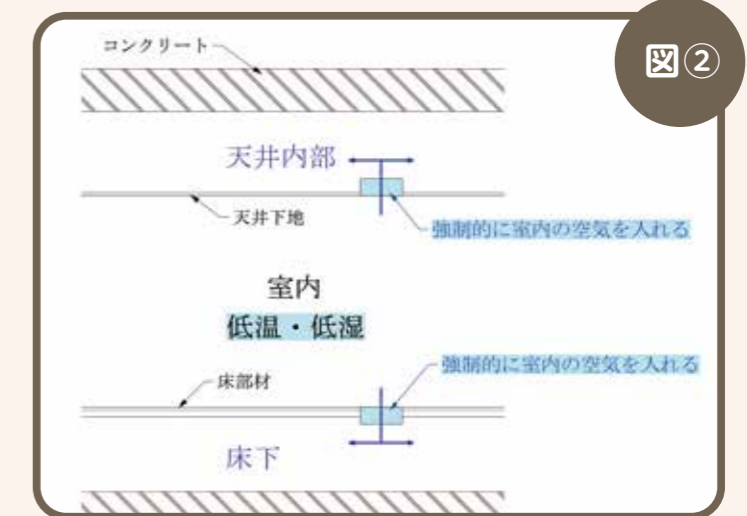 図②
コンクリート
天井内部
天井下地
強制的に室内の空気を入れる
室内
低温・低湿
強制的に室内の空気を入れる
床部材
床下